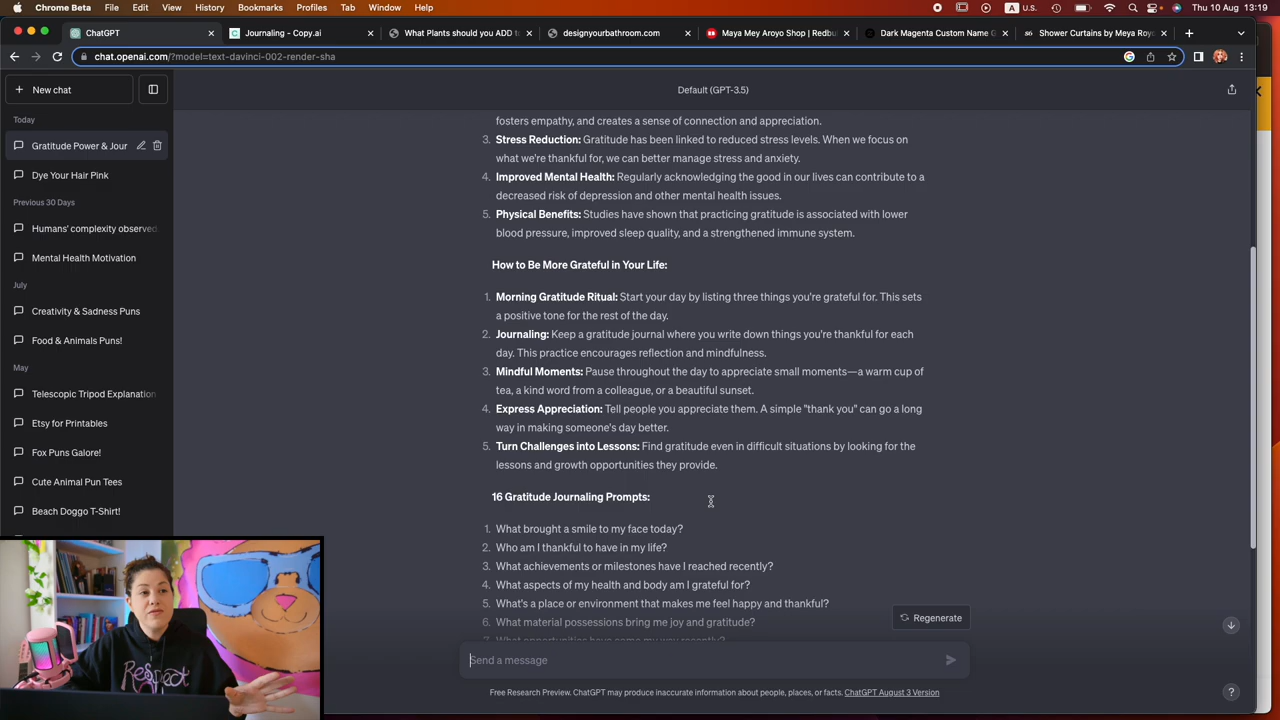 Chrome Beta File Edit View History Bookmarks Profiles Tab Window Help
A U.S. Thu 10 Aug 13:19
ChatGPT
Journaling - Copy.ai
What Plants should you ADD t
designyourbathroom.com
Maya Mey Aroyo Shop | Redbu
Dark Magenta Custom Name G
Shower Curtains by Meya Roy
chat.openai.com/?model=text-davinci-002-render-sha
New chat
Today
Gratitude Power & Jour
Dye Your Hair Pink
Previous 30 Days
Humans' complexity observed.
Mental Health Motivation
July
Creativity & Sadness Puns
Food & Animals Puns!
May
Telescopic Tripod Explanation
Etsy for Printables
Fox Puns Galore!
Cute Animal Pun Tees
Beach Doggo T-Shirt!
Default (GPT-3.5)
fosters empathy, and creates a sense of connection and appreciation.
3. Stress Reduction: Gratitude has been linked to reduced stress levels. When we focus on
what we're thankful for, we can better manage stress and anxiety.
4. Improved Mental Health: Regularly acknowledging the good in our lives can contribute to a
decreased risk of depression and other mental health issues.
5. Physical Benefits: Studies have shown that practicing gratitude is associated with lower
blood pressure, improved sleep quality, and a strengthened immune system.
How to Be More Grateful in Your Life:
1. Morning Gratitude Ritual: Start your day by listing three things you're grateful for. This sets
a positive tone for the rest of the day.
2. Journaling: Keep a gratitude journal where you write down things you're thankful for each
day. This practice encourages reflection and mindfulness.
3. Mindful Moments: Pause throughout the day to appreciate small moments—a warm cup of
tea, a kind word from a colleague, or a beautiful sunset.
4. Express Appreciation: Tell people you appreciate them. A simple "thank you" can go a long
way in making someone's day better.
5. Turn Challenges into Lessons: Find gratitude even in difficult situations by looking for the
lessons and growth opportunities they provide.
16 Gratitude Journaling Prompts:
1. What brought a smile to my face today?
2. Who am I thankful to have in my life?
3. What achievements or milestones have I reached recently?
4. What aspects of my health and body am I grateful for?
5. What's a place or environment that makes me feel happy and thankful?
6. What material possessions bring me joy and gratitude?
7. What opportunities have come my way recently?
Regenerate
Send a message
Free Research Preview. ChatGPT may produce inaccurate information about people, places, or facts. ChatGPT August 3 Version
?
Respect